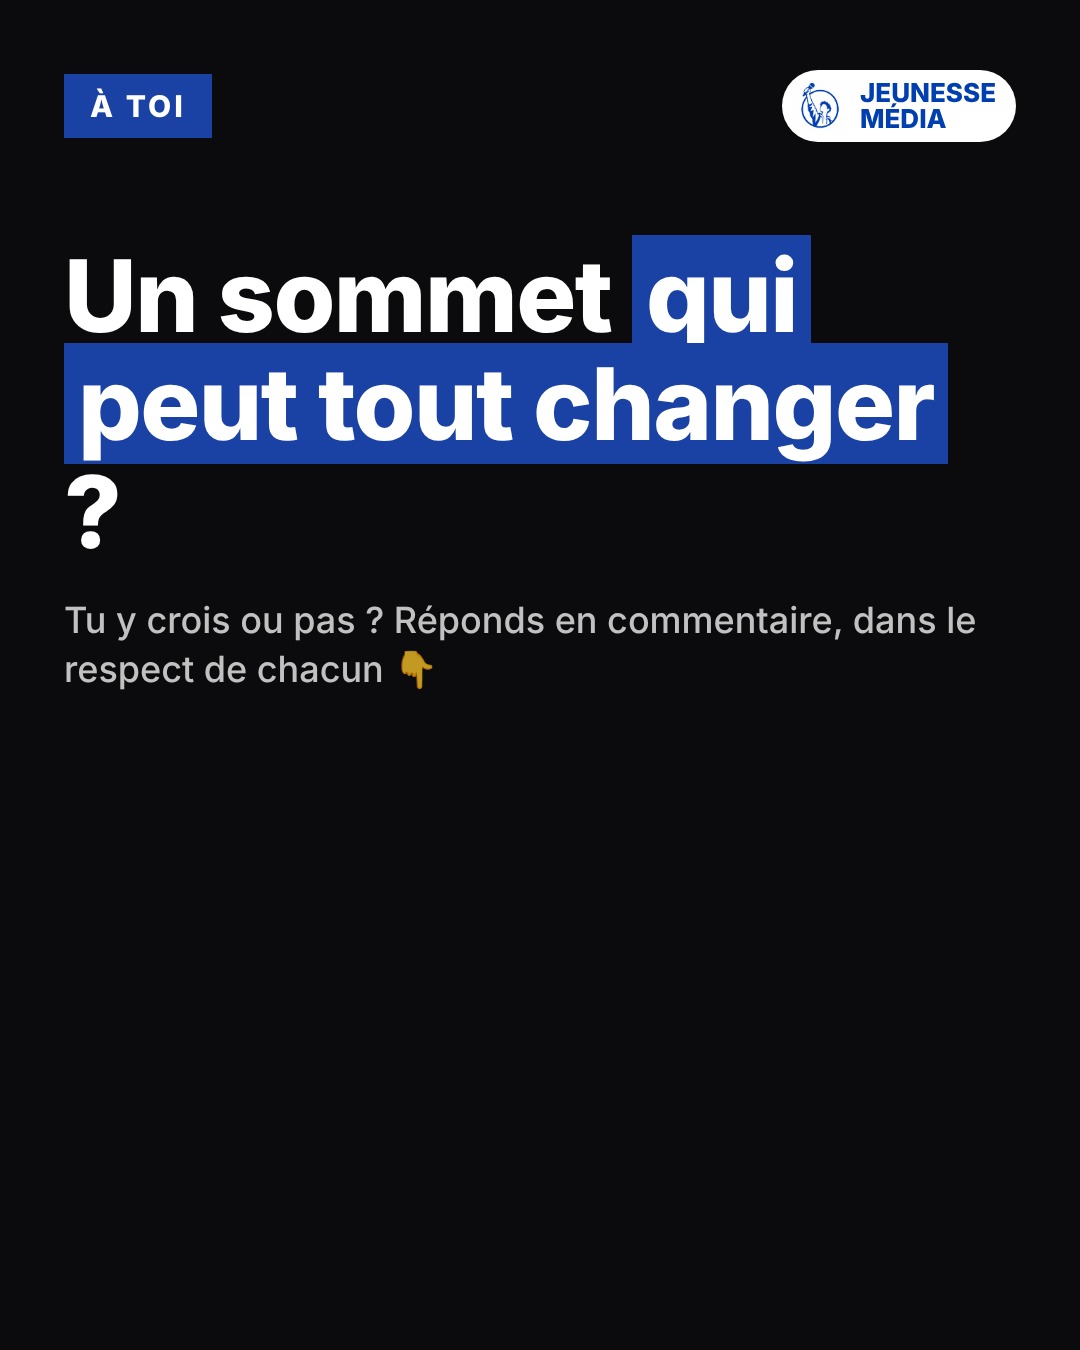 À TOI
JEUNESSE
MÉDIA
Un sommet qui
peut tout changer
?
Tu y crois ou pas ? Réponds en commentaire, dans le
respect de chacun 👇